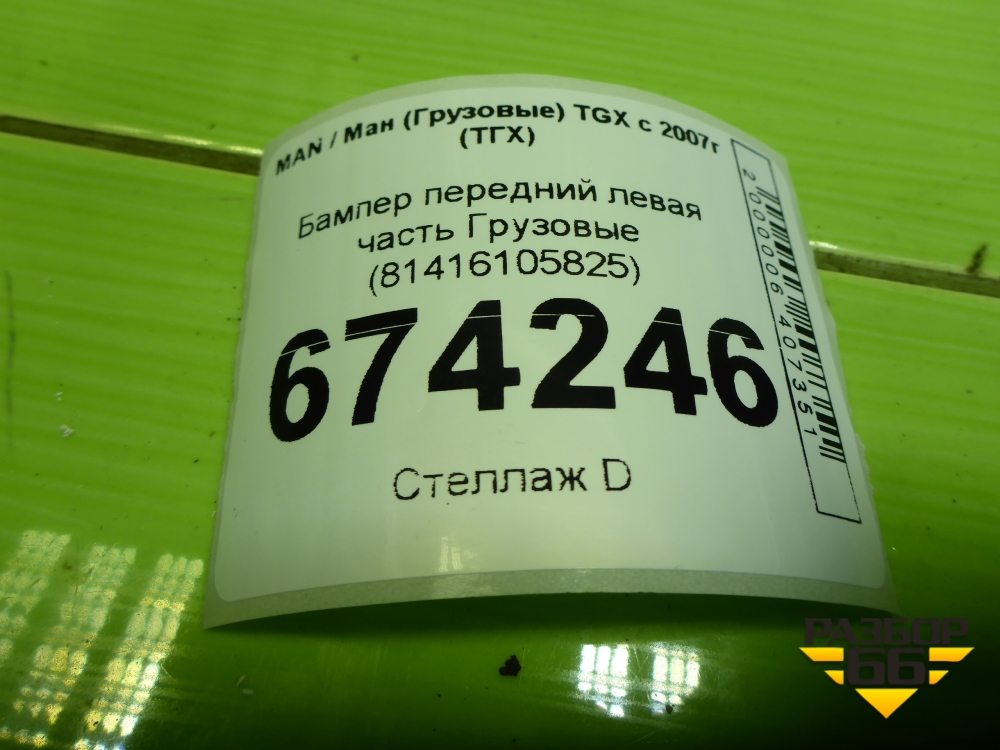 MAN / Ман (Грузовые) TGX с 2007г
(ТГХ)
Бампер передний левая
часть Грузовые
(81416105825)
674246
Стеллаж D
2000006407351
РАЗБОР
66